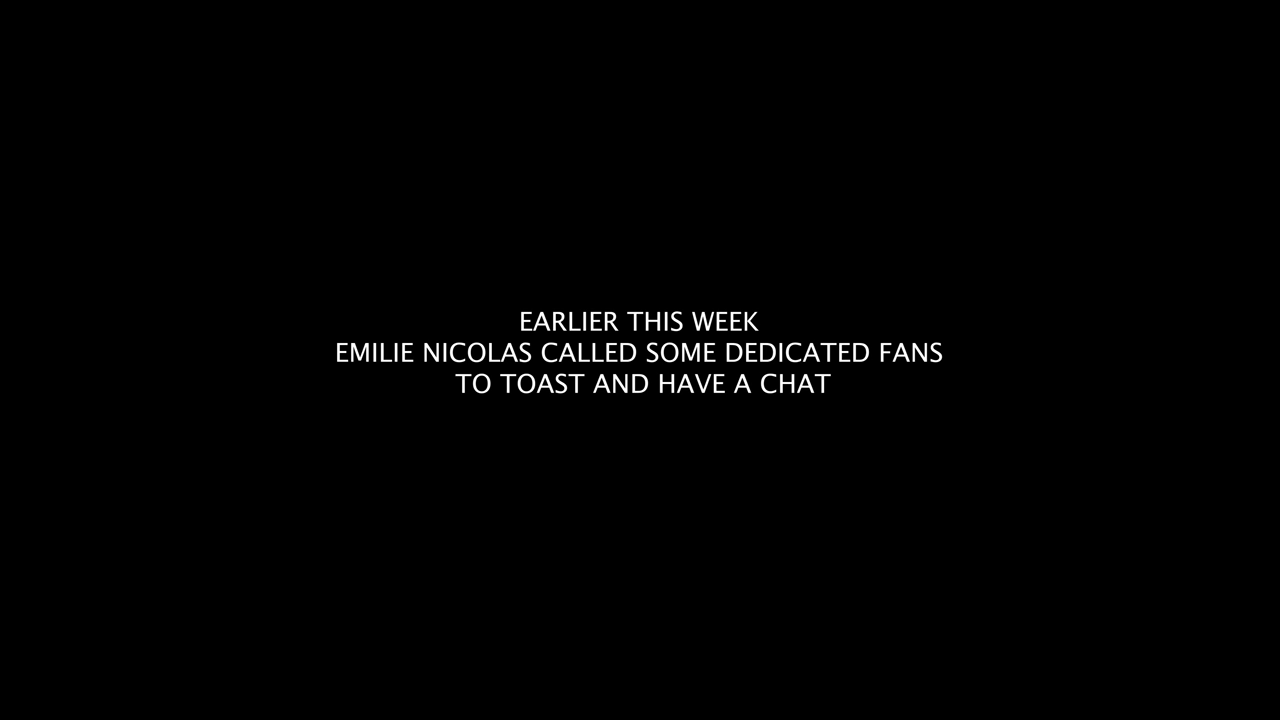 EARLIER THIS WEEK
EMILIE NICOLAS CALLED SOME DEDICATED FANS
TO TOAST AND HAVE A CHAT